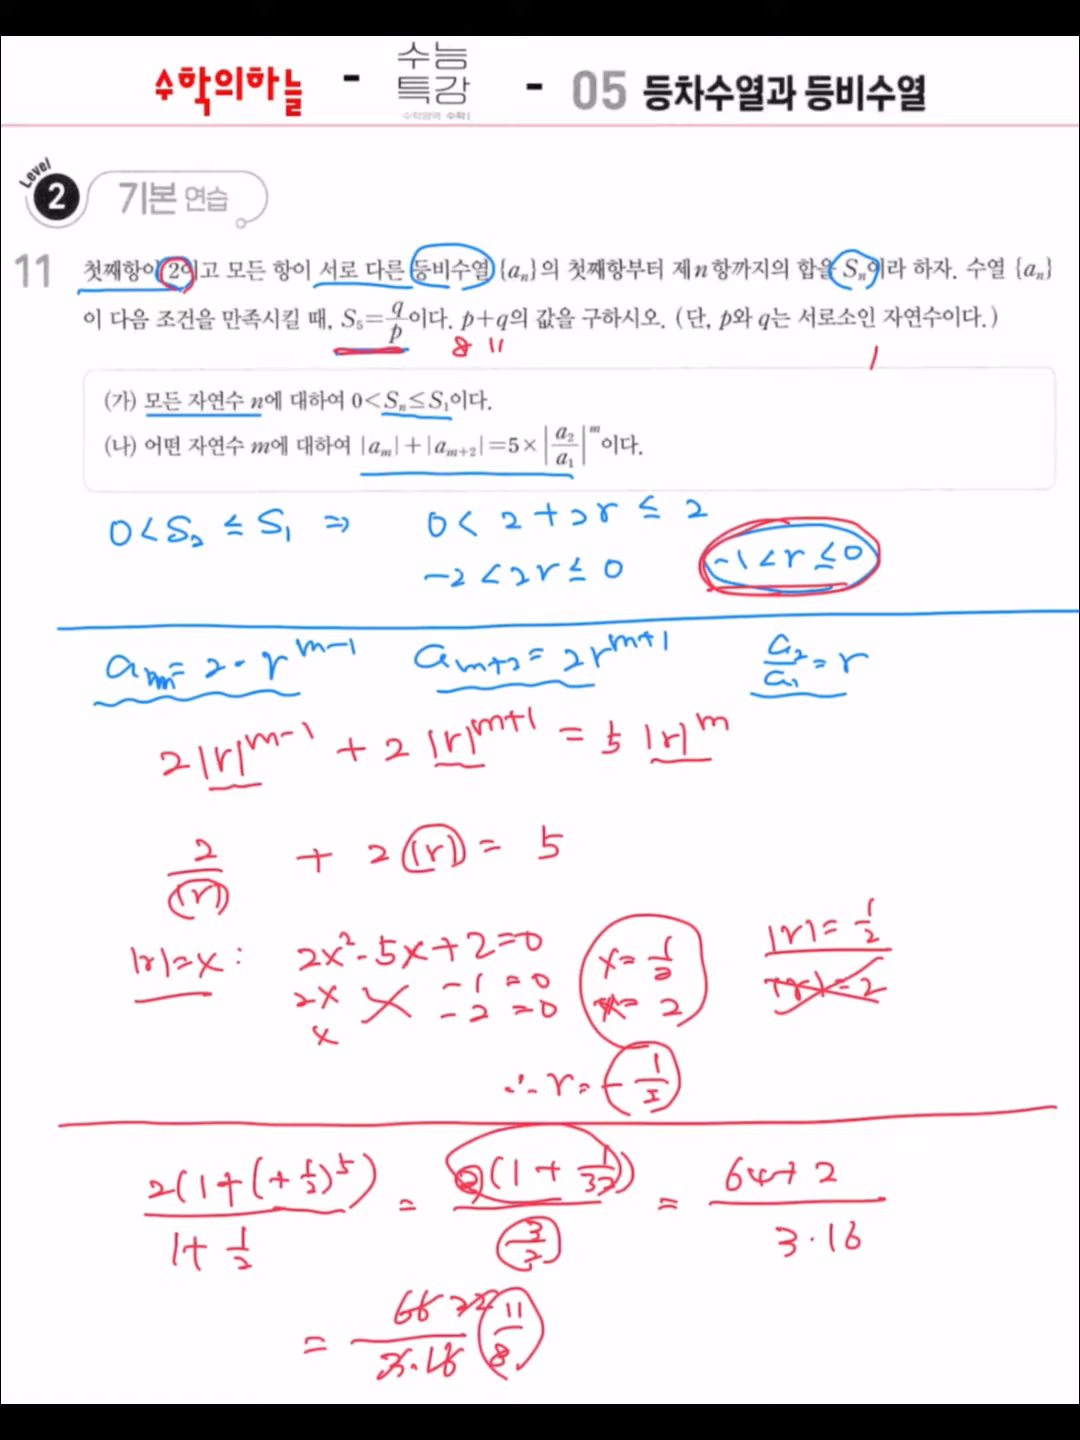 수학의하늘 - 수능특강 - 05 등차수열과 등비수열
수학영역 수학 I
Level 2 기본 연습
11 첫째항이 2이고 모든 항이 서로 다른 등비수열 {aₙ}의 첫째항부터 제n항까지의 합을 Sₙ이라 하자. 수열 {aₙ}
이 다음 조건을 만족시킬 때, S₅=q/p이다. p+q의 값을 구하시오. (단, p와 q는 서로소인 자연수이다.)
8 11
(가) 모든 자연수 n에 대하여 0<Sₙ≤S₁이다.
(나) 어떤 자연수 m에 대하여 |aₘ|+|aₘ₊₂|=5×|a₂/a₁|^m이다.
0<S₂≤S₁ ⇒ 0<2+2r≤2
-2<2r≤0 -1<r≤0
aₘ=2·r^(m-1) aₘ₊₂=2r^(m+1) a₂/a₁=r
2|r|^(m-1) + 2|r|^(m+1) = 5|r|^m
2/|r| + 2|r| = 5
|r|=x : 2x²-5x+2=0 x=1/2 |r|=1/2
2x -1=0 x=2 |r|=2
x -2=0
∴ r=-1/2
2(1+(+1/2)^5)/(1+1/2) = 2(1+1/32)/(3/2) = (64+2)/(3·16)
= 66/(3·16) 22 11/8